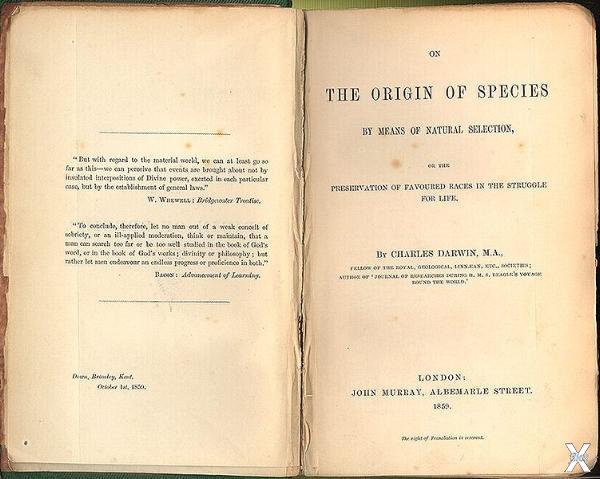 "But with regard to the material world, we can at least go so
far as this—we can perceive that events are brought about not by
insulated interpositions of Divine power, exerted in each particular
case, but by the establishment of general laws."
W. WHEWELL: Bridgewater Treatise.
"To conclude, therefore, let no man out of a weak conceit of
sobriety, or an ill-applied moderation, think or maintain, that a
man can search too far or be too well studied in the book of God's
word, or in the book of God's works; divinity or philosophy; but
rather let men endeavour an endless progress or proficience in both."
BACON: Advancement of Learning.
Down, Bromley, Kent,
October 1st, 1859.
ON
THE ORIGIN OF SPECIES
BY MEANS OF NATURAL SELECTION,
OR THE
PRESERVATION OF FAVOURED RACES IN THE STRUGGLE
FOR LIFE.
BY CHARLES DARWIN, M.A.,
FELLOW OF THE ROYAL, GEOLOGICAL, LINNÆAN, ETC., SOCIETIES;
AUTHOR OF 'JOURNAL OF RESEARCHES DURING H. M. S. BEAGLE'S VOYAGE
ROUND THE WORLD.'
LONDON:
JOHN MURRAY, ALBEMARLE STREET.
1859.
The right of Translation is reserved.